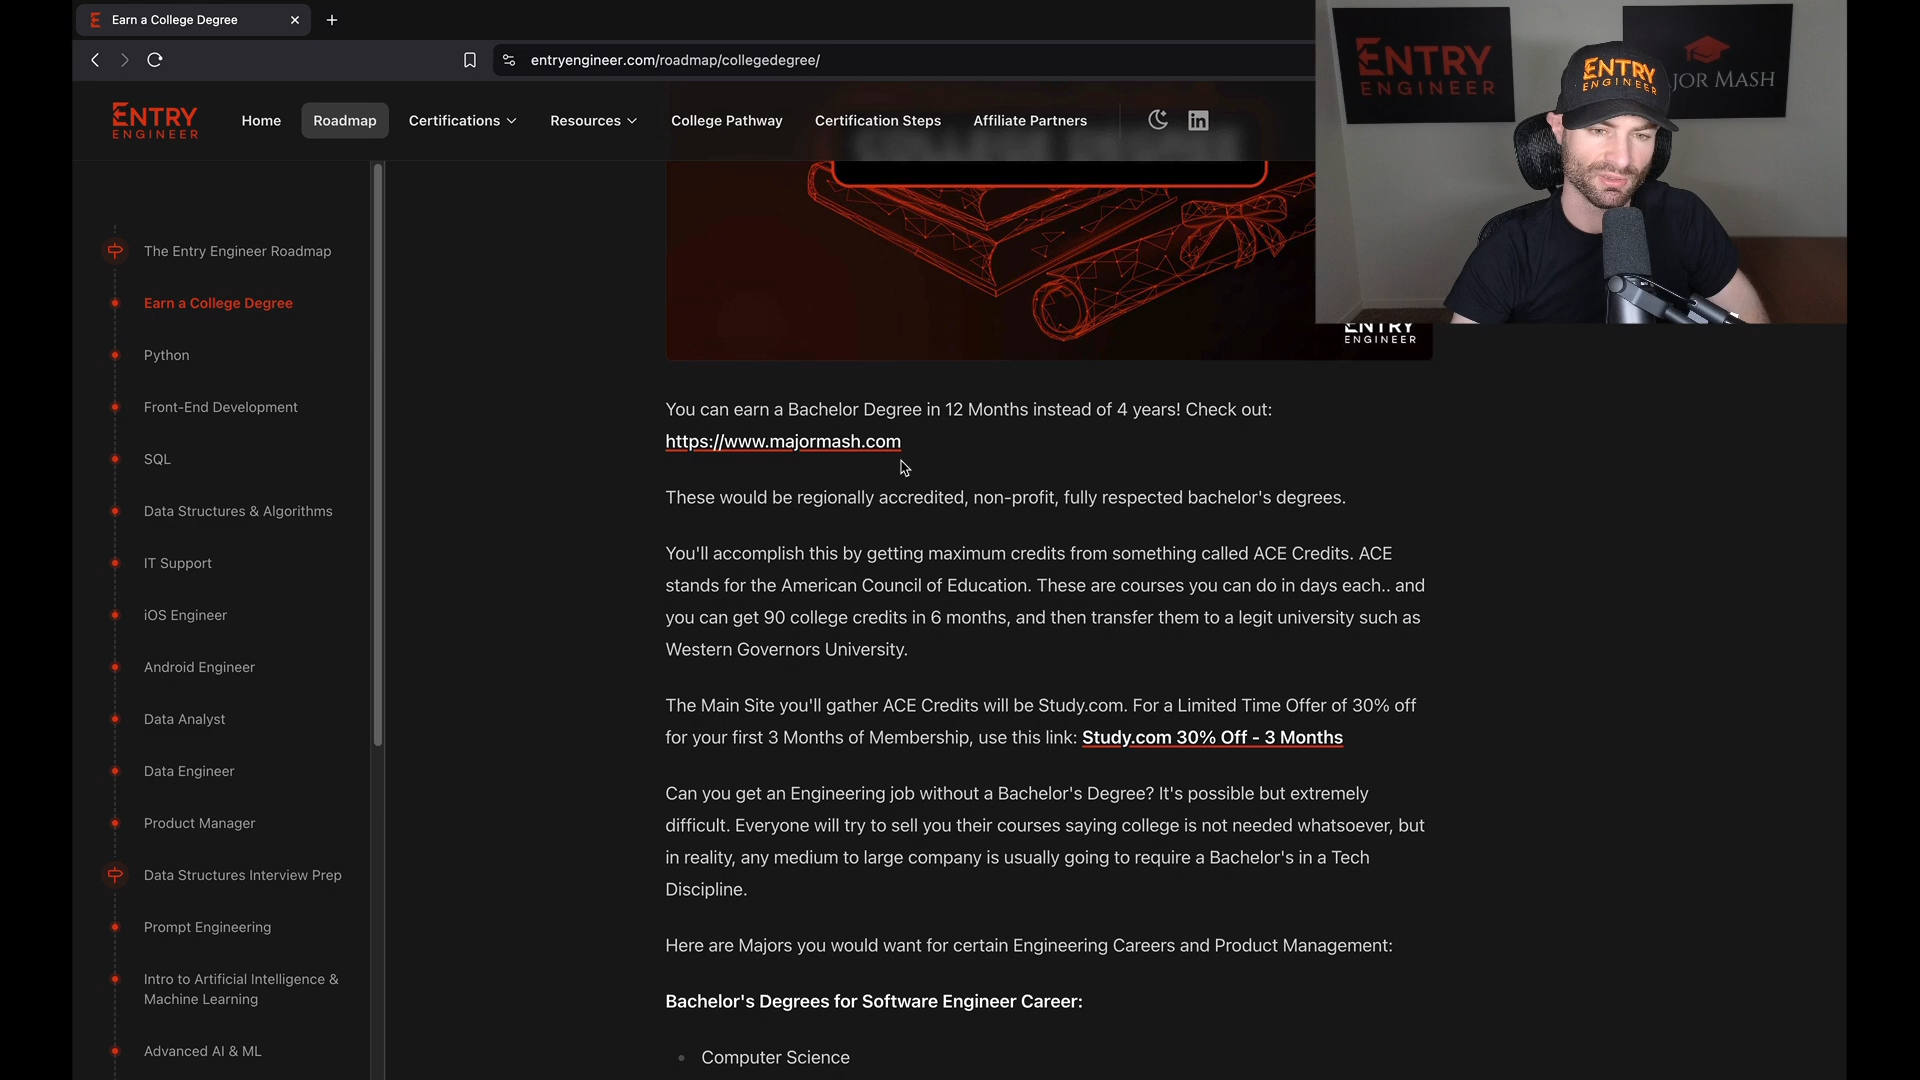 Earn a College Degree
entryengineer.com/roadmap/collegedegree/
ENTRY
ENGINEER
Home
Roadmap
Certifications
Resources
College Pathway
Certification Steps
Affiliate Partners
in
ENTRY
ENGINEER
JOR MASH
ENTRY
ENGINEER
The Entry Engineer Roadmap
Earn a College Degree
Python
Front-End Development
SQL
Data Structures & Algorithms
IT Support
iOS Engineer
Android Engineer
Data Analyst
Data Engineer
Product Manager
Data Structures Interview Prep
Prompt Engineering
Intro to Artificial Intelligence &
Machine Learning
Advanced AI & ML
ENTRY
ENGINEER
You can earn a Bachelor Degree in 12 Months instead of 4 years! Check out:
https://www.majormash.com
These would be regionally accredited, non-profit, fully respected bachelor's degrees.
You'll accomplish this by getting maximum credits from something called ACE Credits. ACE
stands for the American Council of Education. These are courses you can do in days each.. and
you can get 90 college credits in 6 months, and then transfer them to a legit university such as
Western Governors University.
The Main Site you'll gather ACE Credits will be Study.com. For a Limited Time Offer of 30% off
for your first 3 Months of Membership, use this link: Study.com 30% Off - 3 Months
Can you get an Engineering job without a Bachelor's Degree? It's possible but extremely
difficult. Everyone will try to sell you their courses saying college is not needed whatsoever, but
in reality, any medium to large company is usually going to require a Bachelor's in a Tech
Discipline.
Here are Majors you would want for certain Engineering Careers and Product Management:
Bachelor's Degrees for Software Engineer Career:
Computer Science